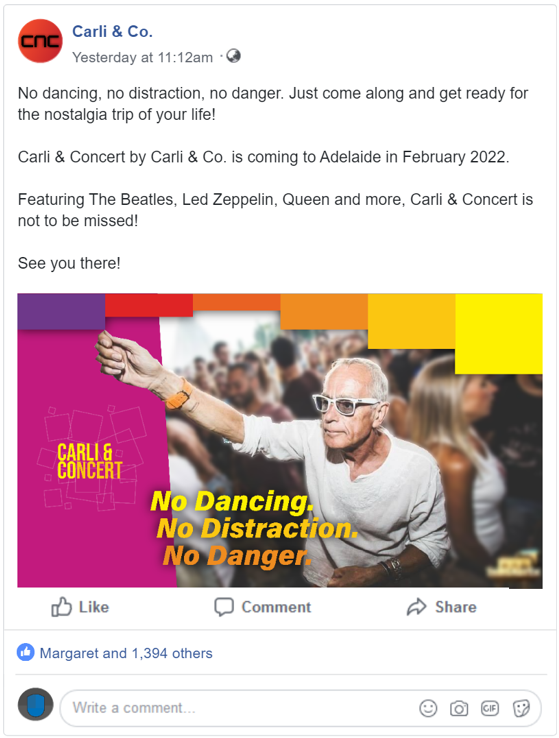 CNC
Carli & Co.
Yesterday at 11:12am ·
No dancing, no distraction, no danger. Just come along and get ready for
the nostalgia trip of your life!
Carli & Concert by Carli & Co. is coming to Adelaide in February 2022.
Featuring The Beatles, Led Zeppelin, Queen and more, Carli & Concert is
not to be missed!
See you there!
CARLI &
CONCERT
No Dancing.
No Distraction.
No Danger.
Like
Comment
Share
Margaret and 1,394 others
Write a comment...
GIF